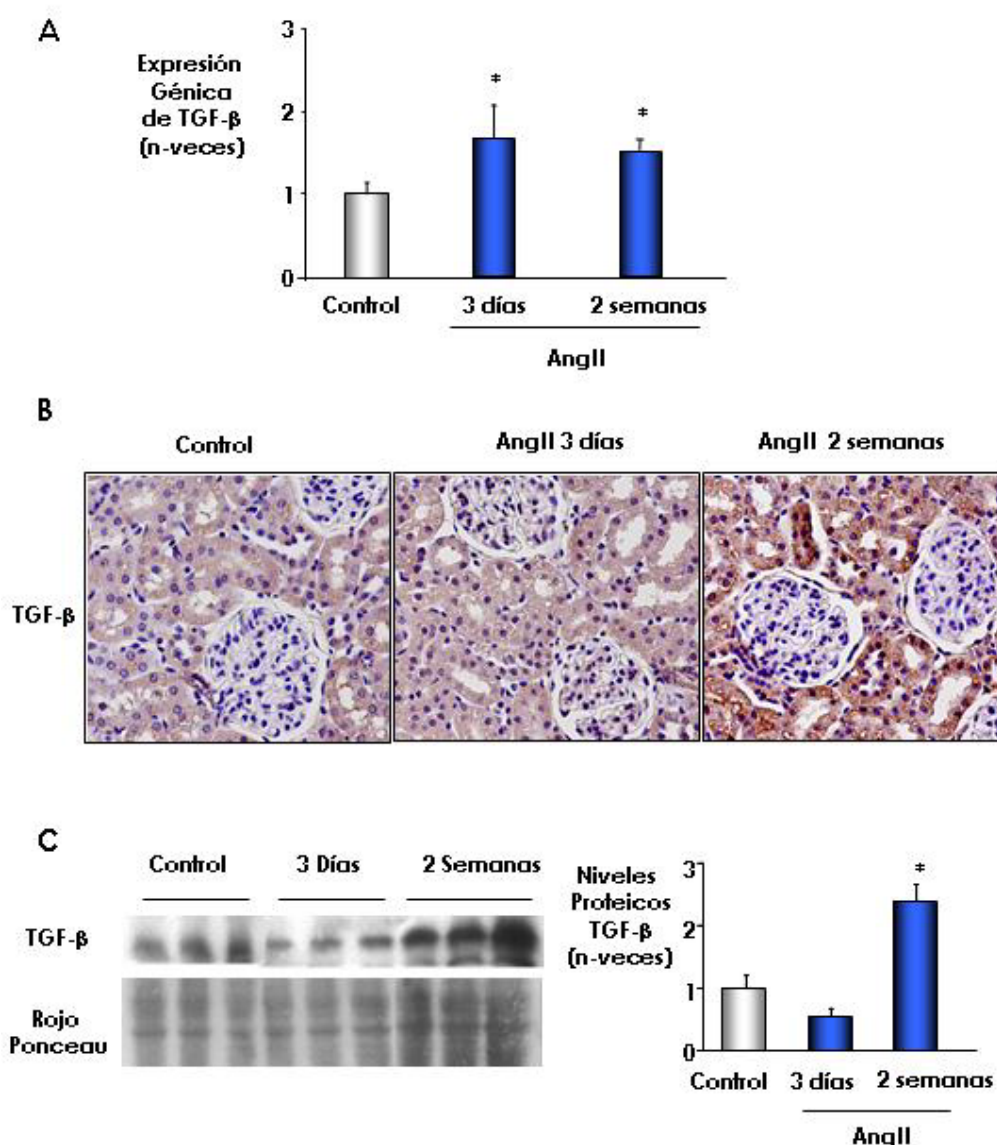 A
Expresión
Génica
de TGF-β
(n-veces)
3
2
1
0
*
*
Control
3 días
2 semanas
AngII
B
Control
AngII 3 días
AngII 2 semanas
TGF-β
C
Control
3 Días
2 Semanas
TGF-β
Rojo
Ponceau
Niveles
Proteicos
TGF-β
(n-veces)
3
2
1
0
*
Control
3 días
2 semanas
AngII